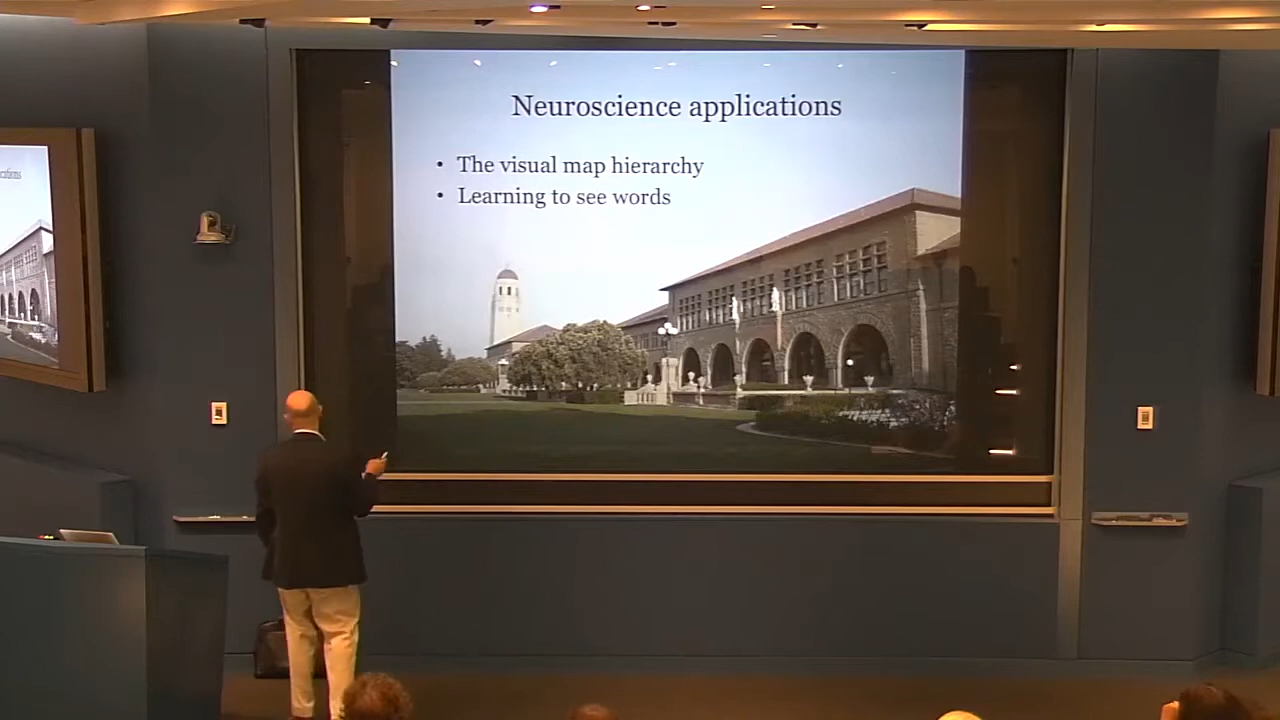 Neuroscience applications
• The visual map hierarchy
• Learning to see words